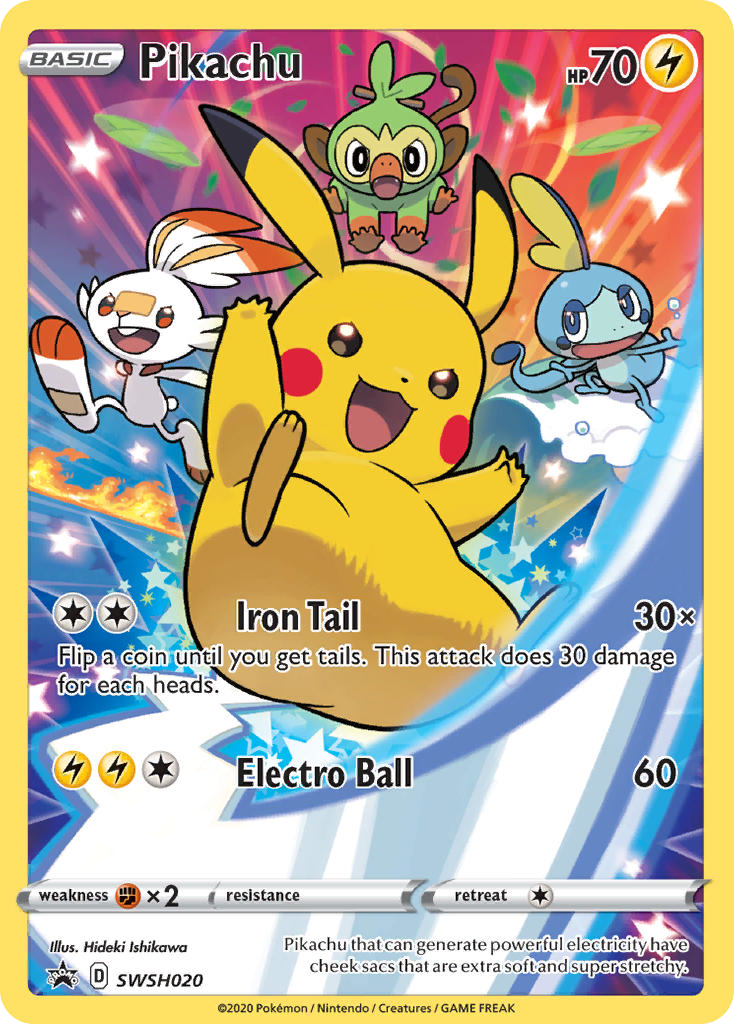 BASIC Pikachu HP 70
Iron Tail 30×
Flip a coin until you get tails. This attack does 30 damage
for each heads.
Electro Ball 60
weakness ×2 resistance retreat
Illus. Hideki Ishikawa
D SWSH020
Pikachu that can generate powerful electricity have
cheek sacs that are extra soft and super stretchy.
©2020 Pokémon / Nintendo / Creatures / GAME FREAK